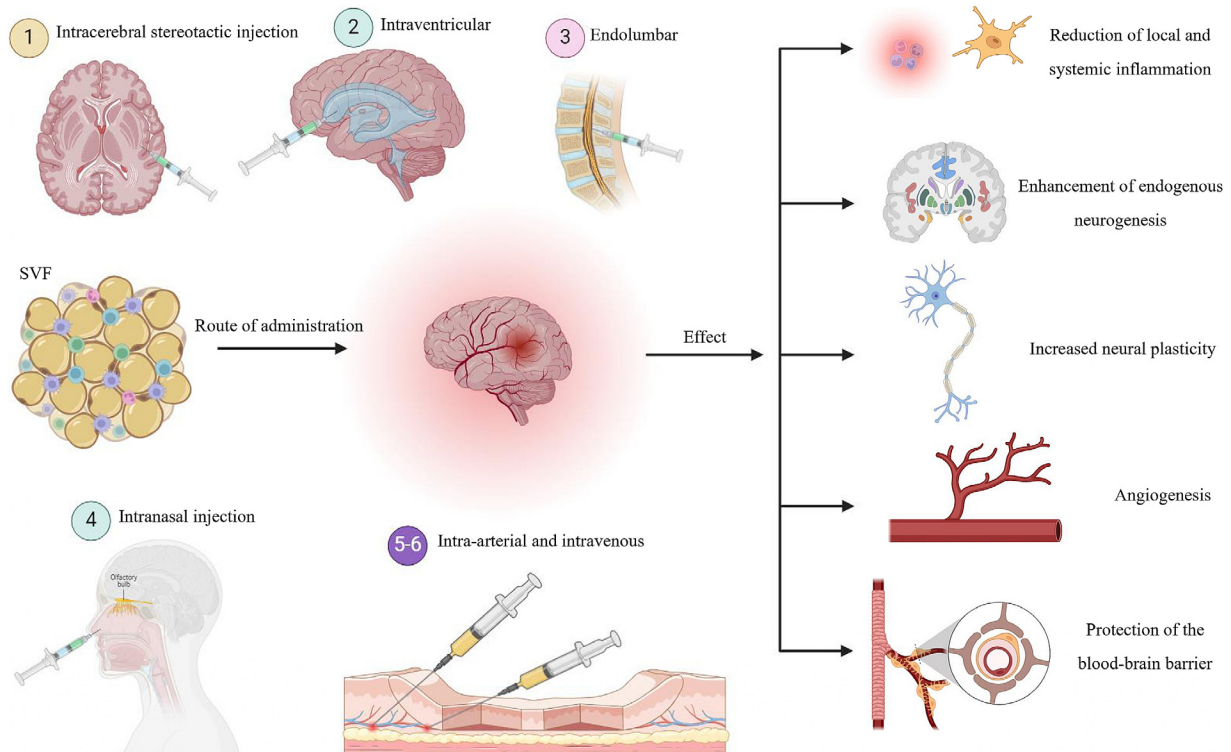 1
Intracerebral stereotactic injection
2
Intraventricular
3
Endolumbar
Reduction of local and
systemic inflammation
Enhancement of endogenous
neurogenesis
SVF
Route of administration
Effect
Increased neural plasticity
4
Intranasal injection
Olfactory
bulb
5-6
Intra-arterial and intravenous
Angiogenesis
Protection of the
blood-brain barrier